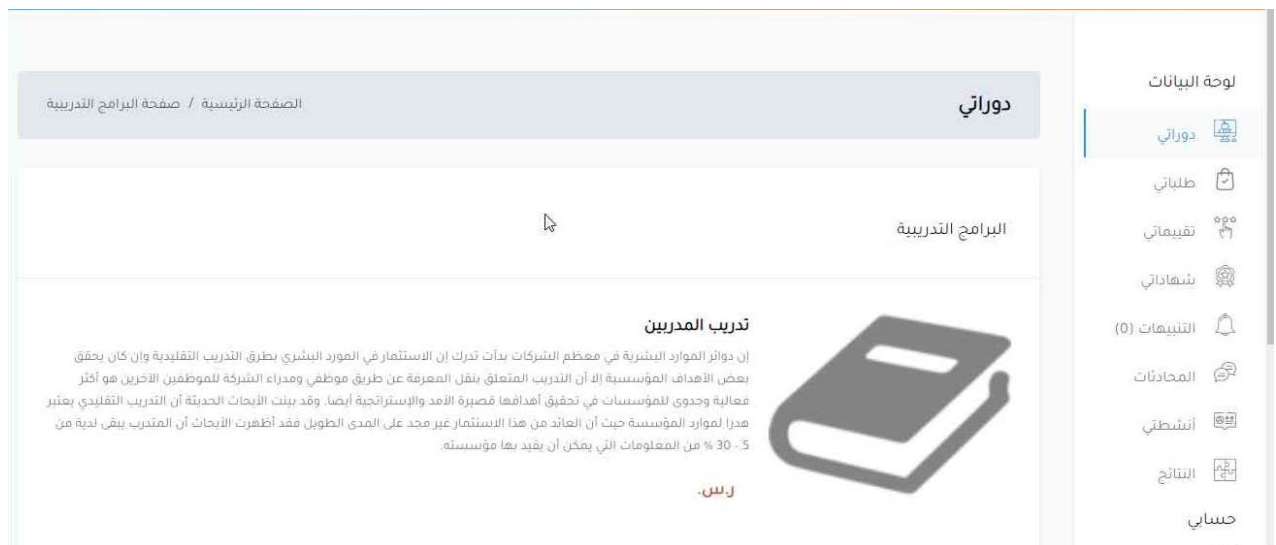 لوحة البيانات
دوراتي
طلباتي
تقييماتي
شهاداتي
التنبيهات (0)
المحادثات
أنشطتي
النتائج
حسابي
دوراتي
الصفحة الرئيسية / صفحة البرامج التدريبية
البرامج التدريبية
تدريب المدربين
إن دوائر الموارد البشرية في معظم الشركات بدأت تدرك إن الاستثمار في المورد البشري بطرق التدريب التقليدية وإن كان يحقق
بعض الأهداف المؤسسية إلا أن التدريب المتعلق بنقل المعرفة عن طريق موظفي ومدراء الشركة للموظفين الآخرين هو أكثر
فعالية وجدوى للمؤسسات في تحقيق أهدافها قصيرة الأمد والإستراتجية أيضا. وقد بينت الأبحاث الحديثة أن التدريب التقليدي يعتبر
هدرا لموارد المؤسسة حيث أن العائد من هذا الاستثمار غير مجد على المدى الطويل فقد أظهرت الأبحاث أن المتدرب يبقى لدية من
5 - 30 % من المعلومات التي يمكن أن يفيد بها مؤسسته.
ر.س.